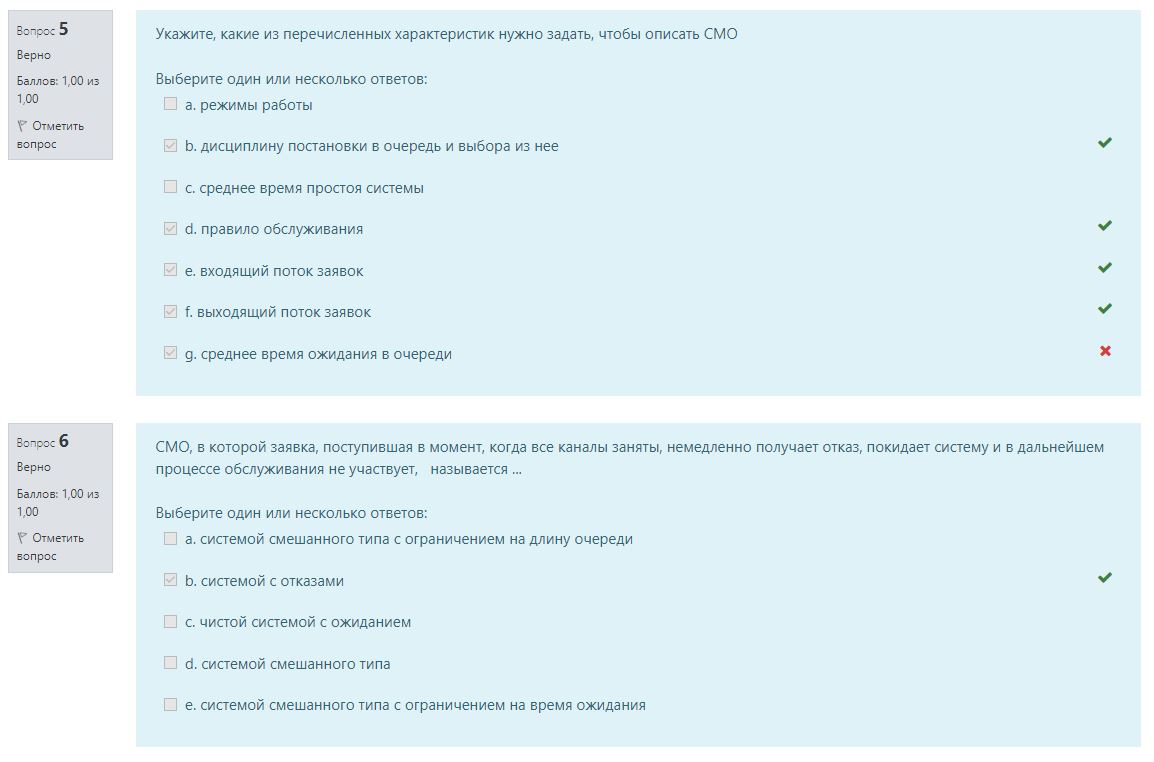 Вопрос 5
Верно
Баллов: 1,00 из
1,00
Отметить
вопрос
Укажите, какие из перечисленных характеристик нужно задать, чтобы описать СМО
Выберите один или несколько ответов:
a. режимы работы
b. дисциплину постановки в очередь и выбора из нее
c. среднее время простоя системы
d. правило обслуживания
e. входящий поток заявок
f. выходящий поток заявок
g. среднее время ожидания в очереди
Вопрос 6
Верно
Баллов: 1,00 из
1,00
Отметить
вопрос
СМО, в которой заявка, поступившая в момент, когда все каналы заняты, немедленно получает отказ, покидает систему и в дальнейшем
процессе обслуживания не участвует, называется ...
Выберите один или несколько ответов:
a. системой смешанного типа с ограничением на длину очереди
b. системой с отказами
c. чистой системой с ожиданием
d. системой смешанного типа
e. системой смешанного типа с ограничением на время ожидания